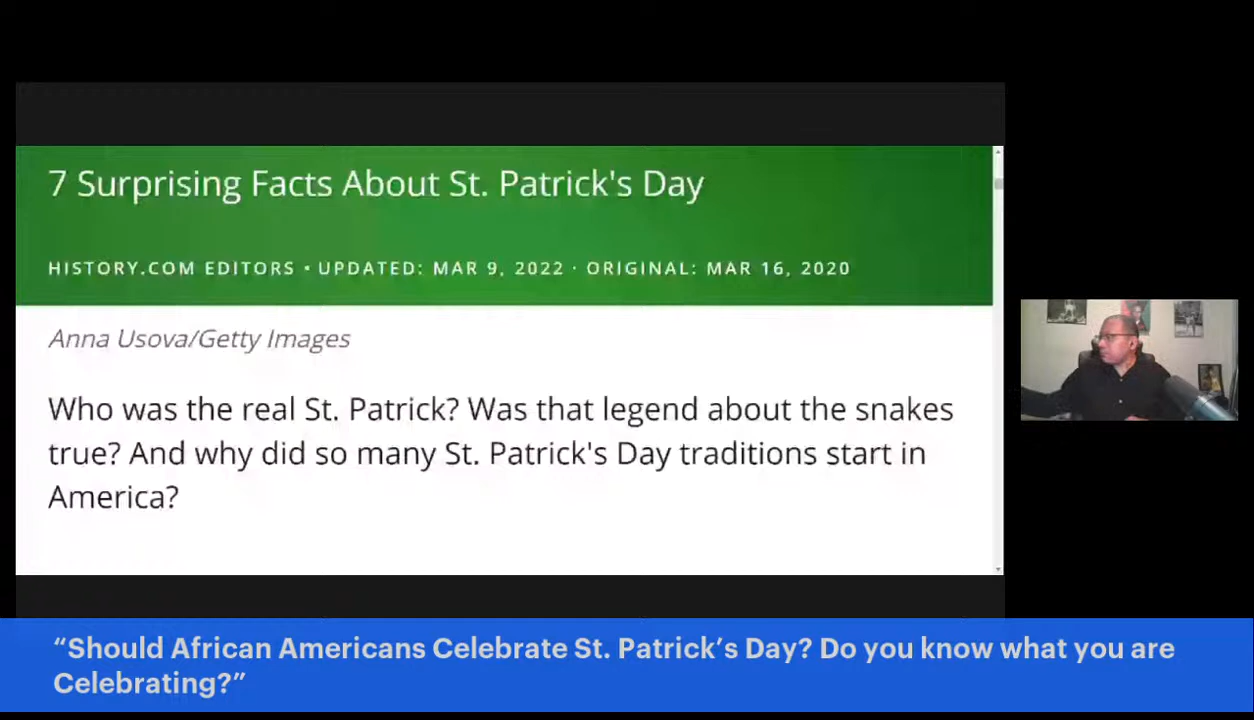 7 Surprising Facts About St. Patrick's Day
HISTORY.COM EDITORS • UPDATED: MAR 9, 2022 · ORIGINAL: MAR 16, 2020
Anna Usova/Getty Images
Who was the real St. Patrick? Was that legend about the snakes
true? And why did so many St. Patrick's Day traditions start in
America?
“Should African Americans Celebrate St. Patrick’s Day? Do you know what you are
Celebrating?”